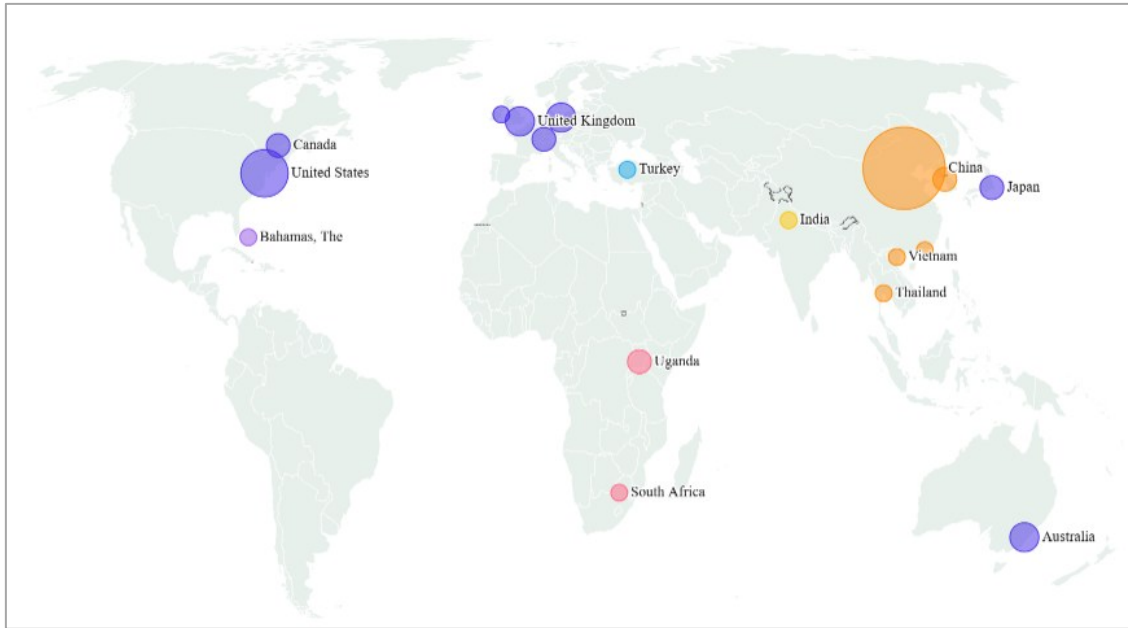 United Kingdom
Canada
China
Turkey
United States
Japan
India
Bahamas, The
Vietnam
Thailand
Uganda
South Africa
Australia